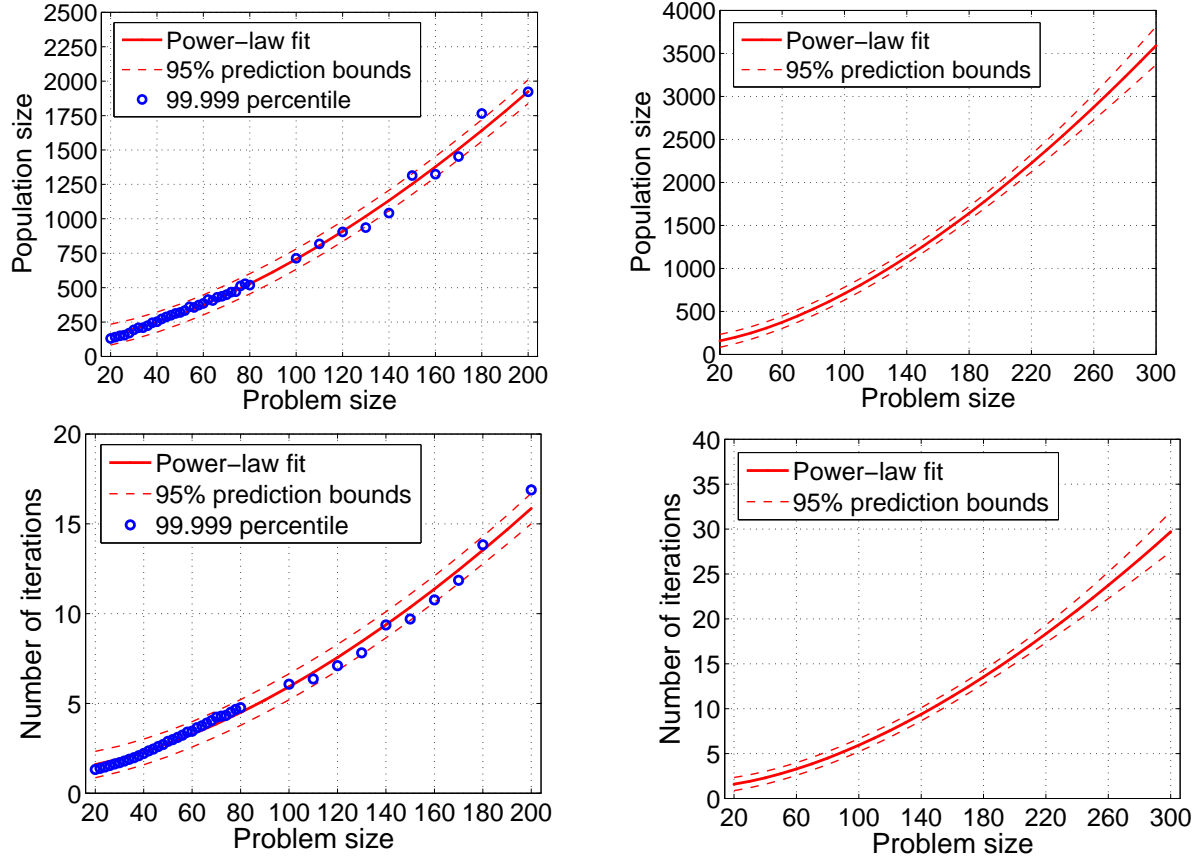 2500
2250
2000
1750
1500
1250
1000
750
500
250
0
Population size
Power-law fit
95% prediction bounds
99.999 percentile
20 40 60 80 100 120 140 160 180 200
Problem size
4000
3500
3000
2500
2000
1500
1000
500
0
Population size
Power-law fit
95% prediction bounds
20 60 100 140 180 220 260 300
Problem size
20
15
10
5
0
Number of iterations
Power-law fit
95% prediction bounds
99.999 percentile
20 40 60 80 100 120 140 160 180 200
Problem size
40
35
30
25
20
15
10
5
0
Number of iterations
Power-law fit
95% prediction bounds
20 60 100 140 180 220 260 300
Problem size